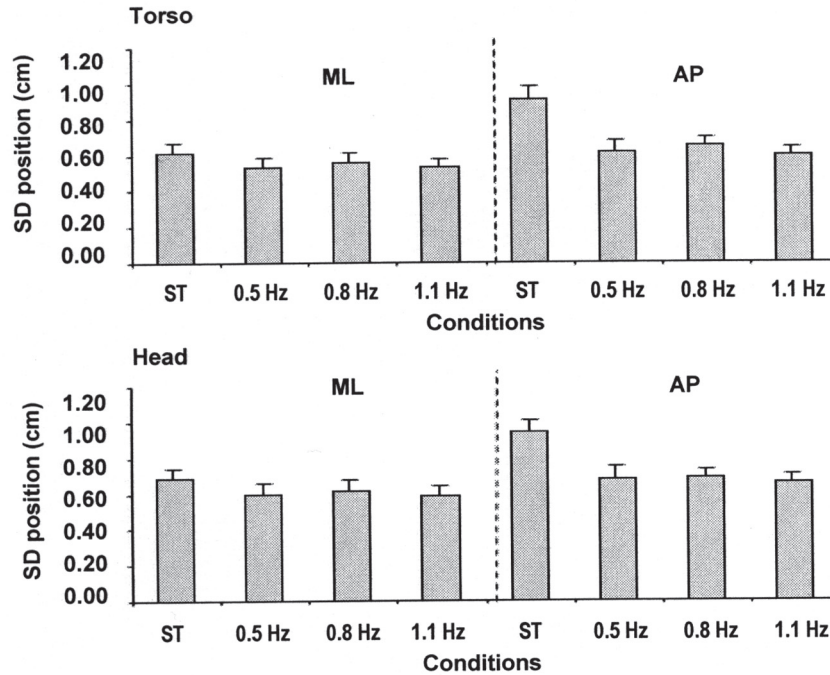 Torso
SD position (cm)
1.20
1.00
0.80
0.60
0.40
0.20
0.00
ML
AP
ST 0.5 Hz 0.8 Hz 1.1 Hz ST 0.5 Hz 0.8 Hz 1.1 Hz
Conditions
Head
SD position (cm)
1.20
1.00
0.80
0.60
0.40
0.20
0.00
ML
AP
ST 0.5 Hz 0.8 Hz 1.1 Hz ST 0.5 Hz 0.8 Hz 1.1 Hz
Conditions